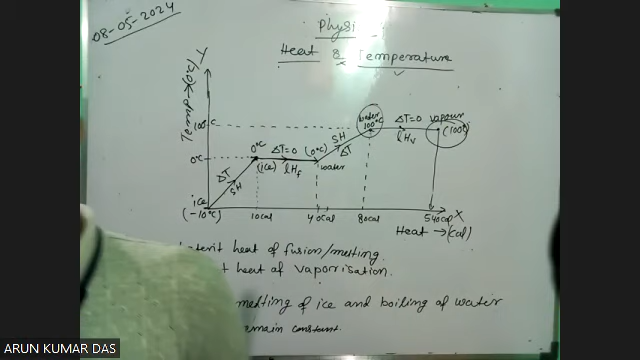 08-05-2024
Physi
Heat & Temperature
Y
Temp → (0°c)
100°c
0°c
ice
(-10°c)
ΔT
SH
0°c
(ice)
ΔT=0
lHf
(0°c)
water
SH
ΔT
water
100°c
ΔT=0
lHv
vapour
(100°c)
10cal
40cal
80cal
540cal
X
Heat → (cal)
heat of fusion/melting.
t heat of vaporrisation.
melting of ice and boiling of water
main constant
ARUN KUMAR DAS